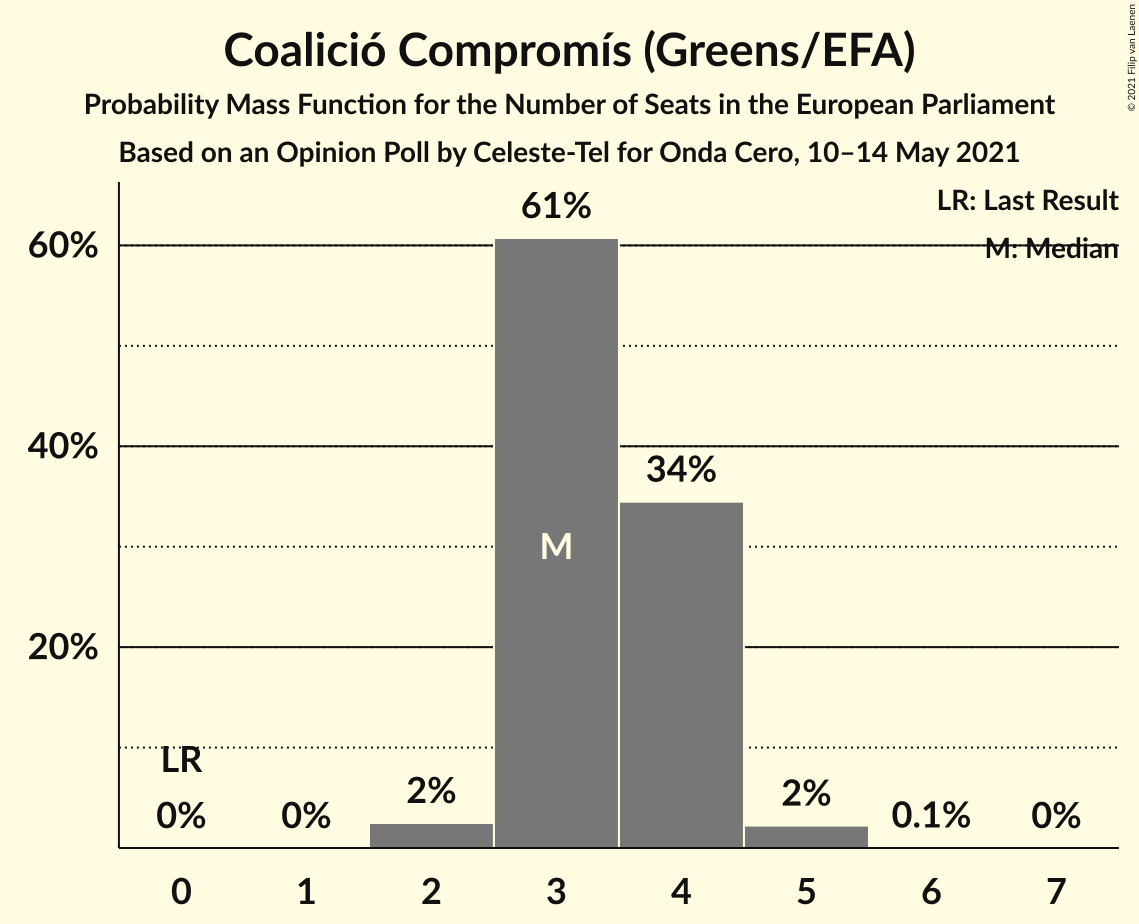 Coalició Compromís (Greens/EFA)
Probability Mass Function for the Number of Seats in the European Parliament
Based on an Opinion Poll by Celeste-Tel for Onda Cero, 10–14 May 2021
© 2021 Filip van Laenen
LR: Last Result
M: Median
61%
60%
40%
34%
M
20%
LR
0%
0%
2%
2%
0.1%
0%
0
1
2
3
4
5
6
7